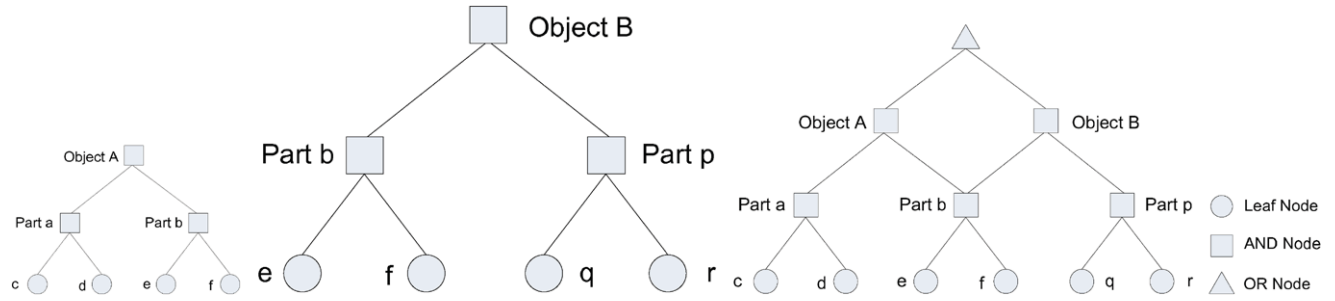 Object A
Part a
Part b
c
d
e
f
Object B
Part b
Part p
e
f
q
r
Object A
Object B
Part a
Part b
Part p
c
d
e
f
q
r
Leaf Node
AND Node
OR Node